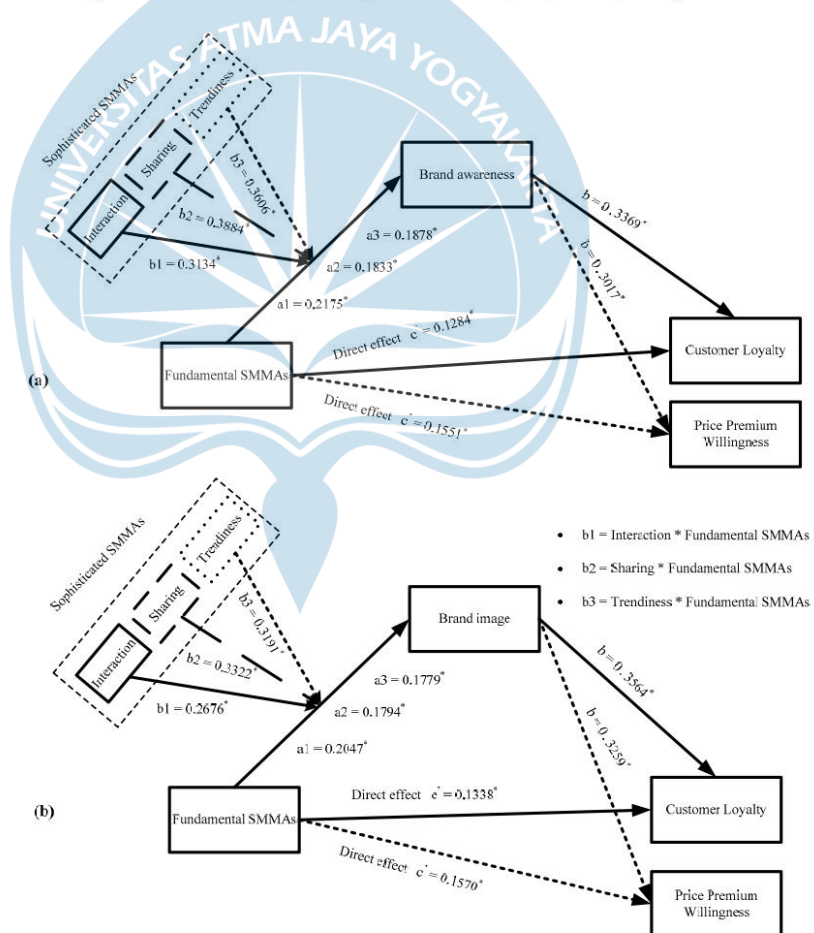 UNIVERSITAS ATMA JAYA YOGYAKARTA
Sophisticated SMMAs
Trendiness
Sharing
Interaction
b3 = 0.3606*
b2 = 0.3884*
b1 = 0.3134*
Brand awareness
a3 = 0.1878*
a2 = 0.1833*
a1 = 0.2175*
b = 0.3369*
b = 0.3017*
Direct effect c' = 0.1284*
Customer Loyalty
(a)
Fundamental SMMAs
Direct effect c' = 0.1551*
Price Premium
Willingness
Sophisticated SMMAs
Trendiness
Sharing
Interaction
b3 = 0.3191*
b2 = 0.3322*
b1 = 0.2676*
• b1 = Interaction * Fundamental SMMAs
• b2 = Sharing * Fundamental SMMAs
• b3 = Trendiness * Fundamental SMMAs
Brand image
a3 = 0.1779*
a2 = 0.1794*
a1 = 0.2047*
b = 0.3564*
b = 0.3259*
Direct effect c' = 0.1338*
Customer Loyalty
(b)
Fundamental SMMAs
Direct effect c' = 0.1570*
Price Premium
Willingness